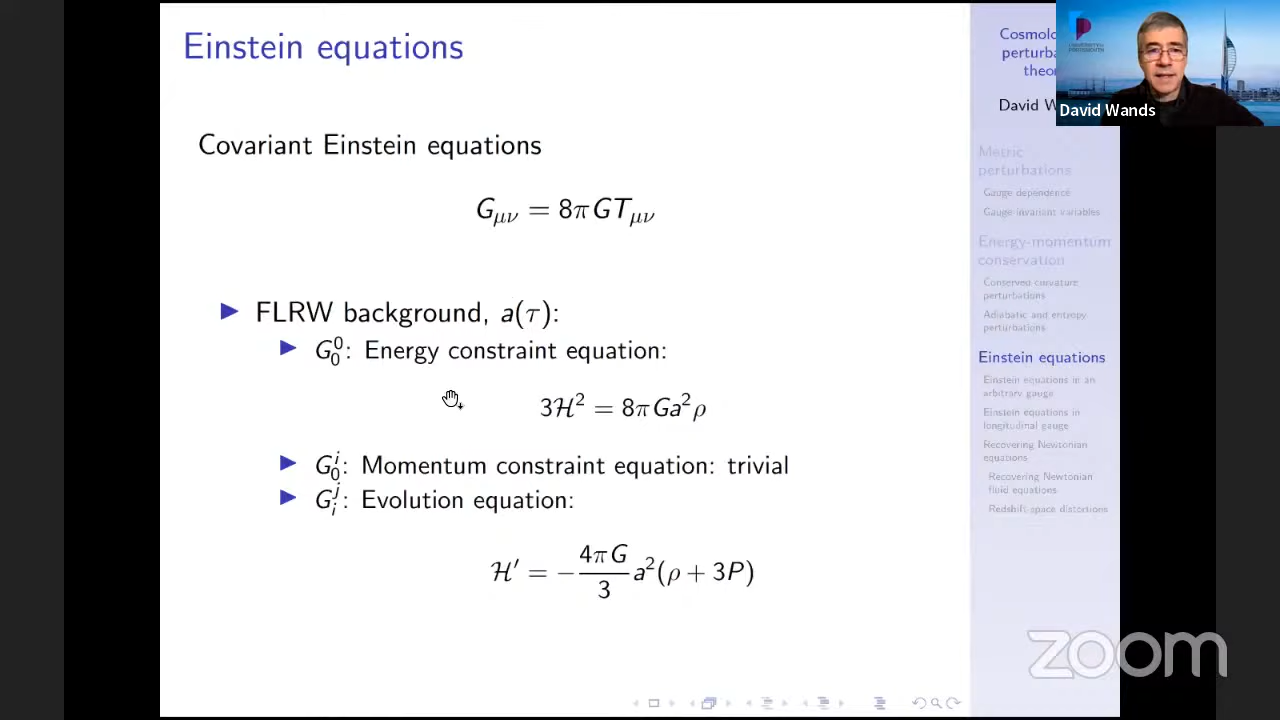 Einstein equations
Covariant Einstein equations
G_{μν} = 8πGT_{μν}
▶ FLRW background, a(τ):
▶ G^0_0: Energy constraint equation:
3ℋ² = 8πGa²ρ
▶ G^i_0: Momentum constraint equation: trivial
▶ G^j_i: Evolution equation:
ℋ′ = −\frac{4πG}{3}a²(ρ + 3P)
David Wands
Metric
perturbations
Gauge dependence
Gauge invariant variables
Energy-momentum
conservation
Conserved curvature
perturbations
Adiabatic and entropy
perturbations
Einstein equations
Einstein equations in an
arbitrary gauge
Einstein equations in
longitudinal gauge
Recovering Newtonian
equations
Recovering Newtonian
fluid equations
Redshift space distortions
zoom